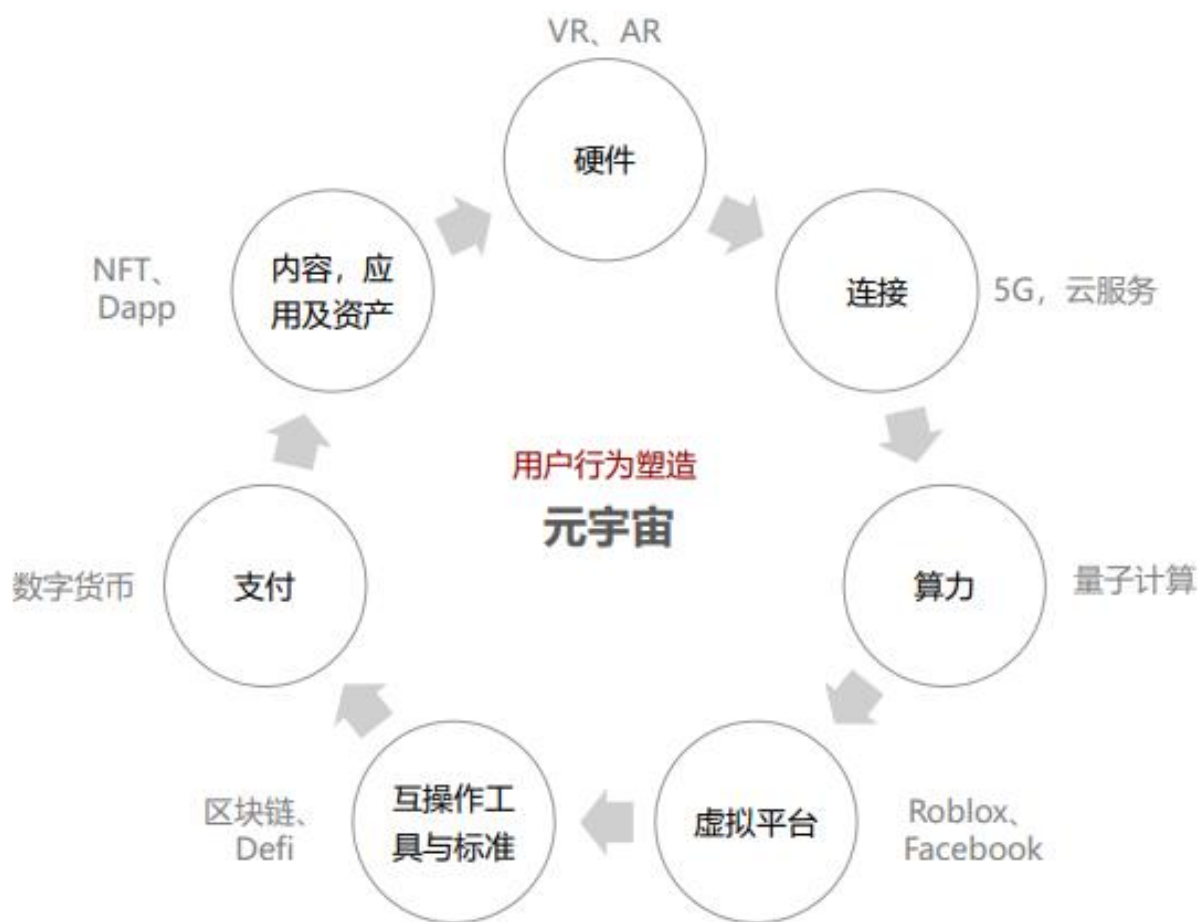 VR、AR
硬件
NFT、
Dapp
内容，应
用及资产
连接
5G，云服务
用户行为塑造
元宇宙
数字货币
支付
算力
量子计算
区块链、
Defi
互操作工
具与标准
虚拟平台
Roblox、
Facebook